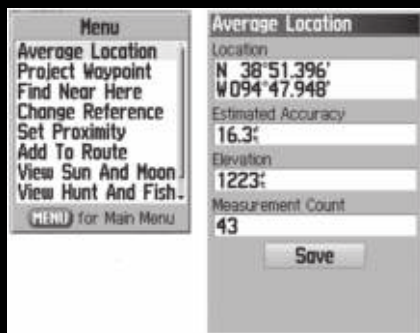 Menu
Average Location
Project Waypoint
Find Near Here
Change Reference
Set Proximity
Add To Route
View Sun And Moon
View Hunt And Fish
MENU for Main Menu
Average Location
Location
N 38°51.396'
W094°47.948'
Estimated Accuracy
16.3ft
Elevation
1223ft
Measurement Count
43
Save